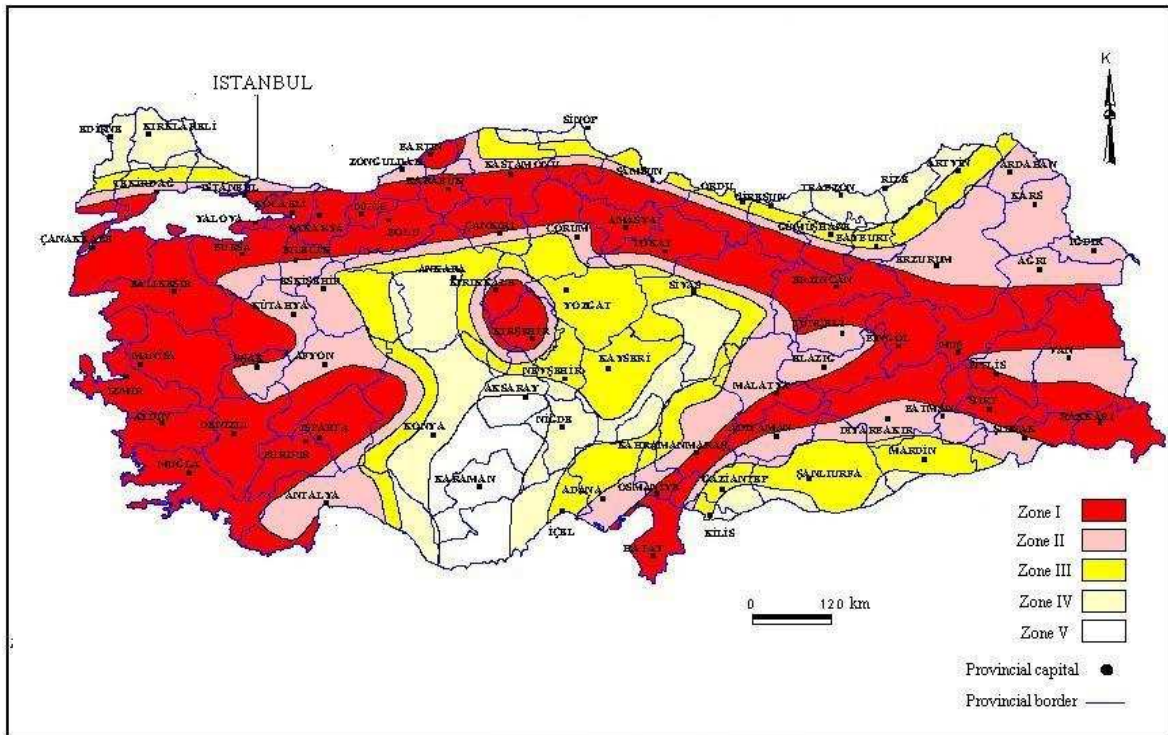 K
ISTANBUL
SİNOP
EDİRNE
KIRKLARELİ
BARTIN
ZONGULDAK
KASTAMONU
ARTVİN
ARDAHAN
TEKİRDAĞ
İSTANBUL
KARABÜK
SAMSUN
ORDU
GİRESUN
TRABZON
RİZE
KARS
KOCAELİ
YALOVA
SAKARYA
DÜZCE
BOLU
ÇANKIRI
ÇORUM
AMASYA
TOKAT
GÜMÜŞHANE
BAYBURT
IĞDIR
ÇANAKKALE
BURSA
BİLECİK
ERZURUM
AĞRI
ESKİŞEHİR
ANKARA
KIRIKKALE
BALIKESİR
KÜTAHYA
YOZGAT
SİVAS
ERZİNCAN
TUNCELİ
KIRŞEHİR
BİNGÖL
MUŞ
VAN
MANİSA
UŞAK
AFYON
KAYSERİ
ELAZIG
BİTLİS
NEVŞEHİR
İZMİR
AKSARAY
MALATYA
SİİRT
BATMAN
AYDIN
DENİZLİ
ISPARTA
KONYA
NİĞDE
ADIYAMAN
DİYARBAKIR
ŞIRNAK
HAKKARİ
BURDUR
KAHRAMANMARAŞ
MARDİN
MUĞLA
KARAMAN
ŞANLIURFA
ANTALYA
ADANA
OSMANİYE
GAZİANTEP
İÇEL
KİLİS
HATAY
Zone I
Zone II
Zone III
Zone IV
Zone V
0 120 km
Provincial capital
Provincial border